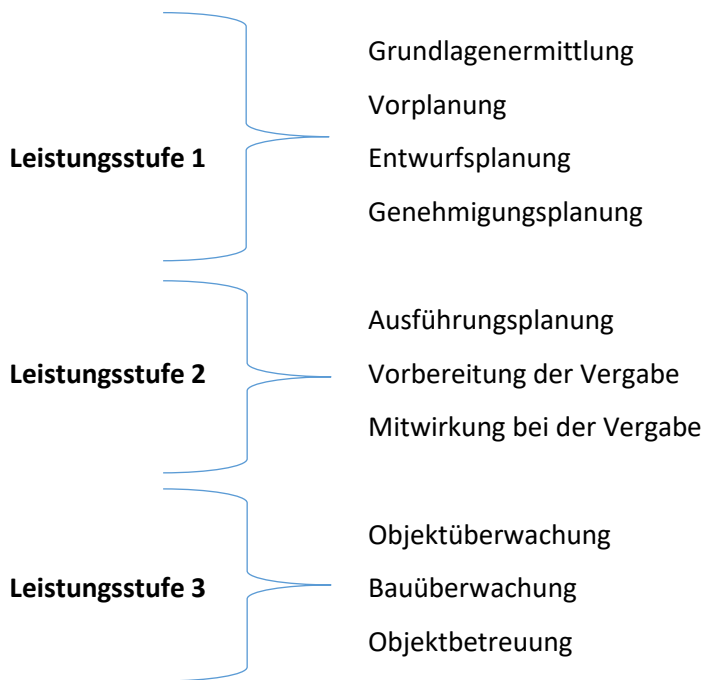 Grundlagenermittlung
Vorplanung
Leistungsstufe 1
Entwurfsplanung
Genehmigungsplanung
Ausführungsplanung
Leistungsstufe 2
Vorbereitung der Vergabe
Mitwirkung bei der Vergabe
Objektüberwachung
Leistungsstufe 3
Bauüberwachung
Objektbetreuung